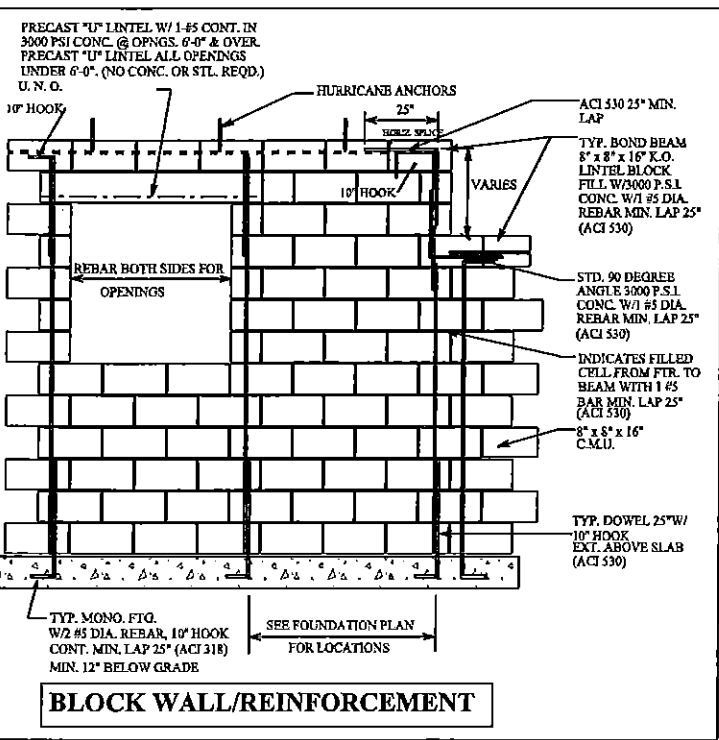 PRECAST "U" LINTEL W/ 1-#5 CONT. IN
3000 PSI CONC. @ OPNGS. 6'-0" & OVER.
PRECAST "U" LINTEL ALL OPENINGS
UNDER 6'-0". (NO CONC. OR STL. REQD.)
U. N. O.
10" HOOK
HURRICANE ANCHORS
25"
HORIZ. SPLICE
10" HOOK
VARIES
ACI 530 25" MIN.
LAP
TYP. BOND BEAM
8" x 8" x 16" K.O.
LINTEL BLOCK
FILL W/3000 P.S.I.
CONC. W/1 #5 DIA.
REBAR MIN. LAP 25"
(ACI 530)
REBAR BOTH SIDES FOR
OPENINGS
STD. 90 DEGREE
ANGLE 3000 P.S.I.
CONC. W/1 #5 DIA.
REBAR MIN. LAP 25"
(ACI 530)
INDICATES FILLED
CELL FROM FTR. TO
BEAM WITH 1 #5
BAR MIN. LAP 25"
(ACI 530)
8" x 8" x 16"
C.M.U.
TYP. DOWEL 25"W/
10" HOOK
EXT. ABOVE SLAB
(ACI 530)
TYP. MONO. FTG.
W/2 #5 DIA. REBAR, 10" HOOK
CONT. MIN. LAP 25" (ACI 318)
MIN. 12" BELOW GRADE
SEE FOUNDATION PLAN
FOR LOCATIONS
BLOCK WALL/REINFORCEMENT